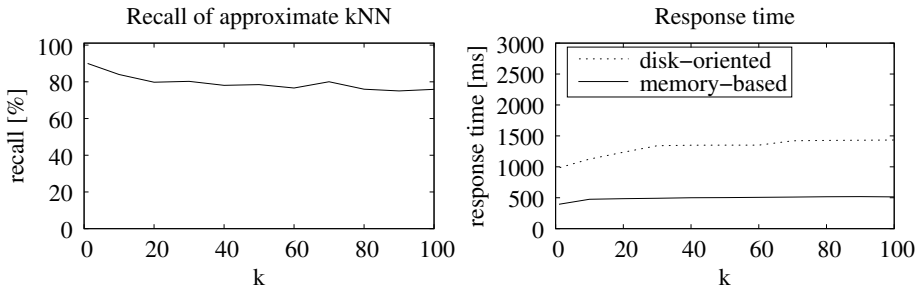 Recall of approximate kNN
100
80
60
40
20
0
recall [%]
0 20 40 60 80 100
k
Response time
3000
2500
2000
1500
1000
500
0
response time [ms]
disk-oriented
memory-based
0 20 40 60 80 100
k